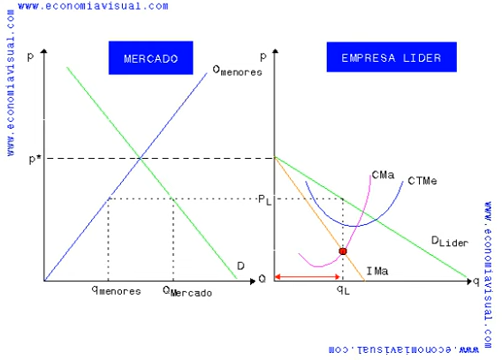 www.economiavisual.com
www.economiavisual.com
MERCADO
EMPRESA LIDER
p
Omenores
p
p*
CMa
CTMe
PL
DLider
D
IMa
O
q
qmenores
OMercado
qL
www.economiavisual.com
www.economiavisual.com